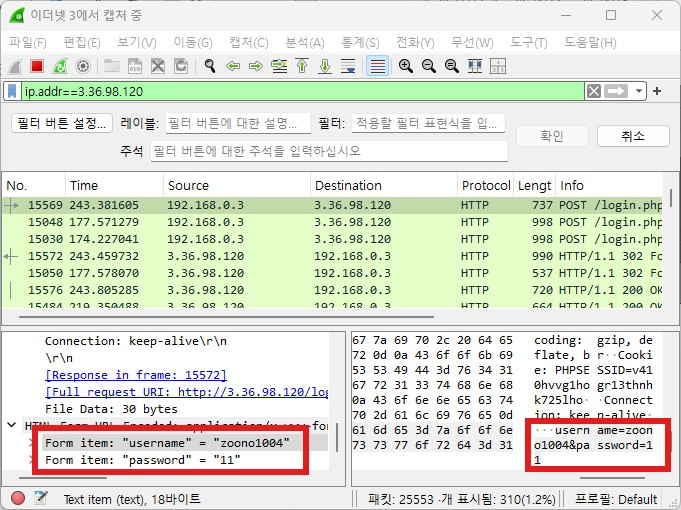 이더넷 3에서 캡처 중
파일(F) 편집(E) 보기(V) 이동(G) 캡처(C) 분석(A) 통계(S) 전화(Y) 무선(W) 도구(T) 도움말(H)
ip.addr==3.36.98.120
필터 버튼 설정... 레이블: 필터 버튼에 대한 설명... 필터: 적용할 필터 표현식을 입... 확인 취소
주석 필터 버튼에 대한 주석을 입력하십시오
No. Time Source Destination Protocol Lengt Info
15569 243.381605 192.168.0.3 3.36.98.120 HTTP 737 POST /login.php
15048 177.571279 192.168.0.3 3.36.98.120 HTTP 998 POST /login.php
15030 174.227041 192.168.0.3 3.36.98.120 HTTP 998 POST /login.php
15572 243.459732 3.36.98.120 192.168.0.3 HTTP 990 HTTP/1.1 302 Fo
15050 177.578070 3.36.98.120 192.168.0.3 HTTP 537 HTTP/1.1 302 Fo
15576 243.805285 3.36.98.120 192.168.0.3 HTTP 720 HTTP/1.1 200 OK
15484 219.350488 3.36.98.120 192.168.0.3 HTTP 664 HTTP/1.1 200 OK
Connection: keep-alive\r\n
\r\n
[Response in frame: 15572]
[Full request URI: http://3.36.98.120/log
File Data: 30 bytes
HTML Form URL Encoded: application/x-www-for
Form item: "username" = "zoono1004"
Form item: "password" = "11"
67 7a 69 70 2c 20 64 65 coding: gzip, de
72 0d 0a 43 6f 6f 6b 69 flate, b r··Cooki
53 49 44 3d 76 34 31 e: PHPSE SSID=v41
67 72 31 33 74 68 6e 68 0hvvg1ho gr13thnh
0a 43 6f 6e 6e 65 63 74 k725lho ·Connect
2d 61 6c 69 76 65 0d ion: kee p-alive·
61 6d 65 3d 7a 6f 6f 6e ···usern ame=zoon
73 73 77 6f 72 64 3d 31 o1004&pa ssword=1
1
Text item (text), 18바이트 패킷: 25553 ·개 표시됨: 310(1.2%) 프로필: Default